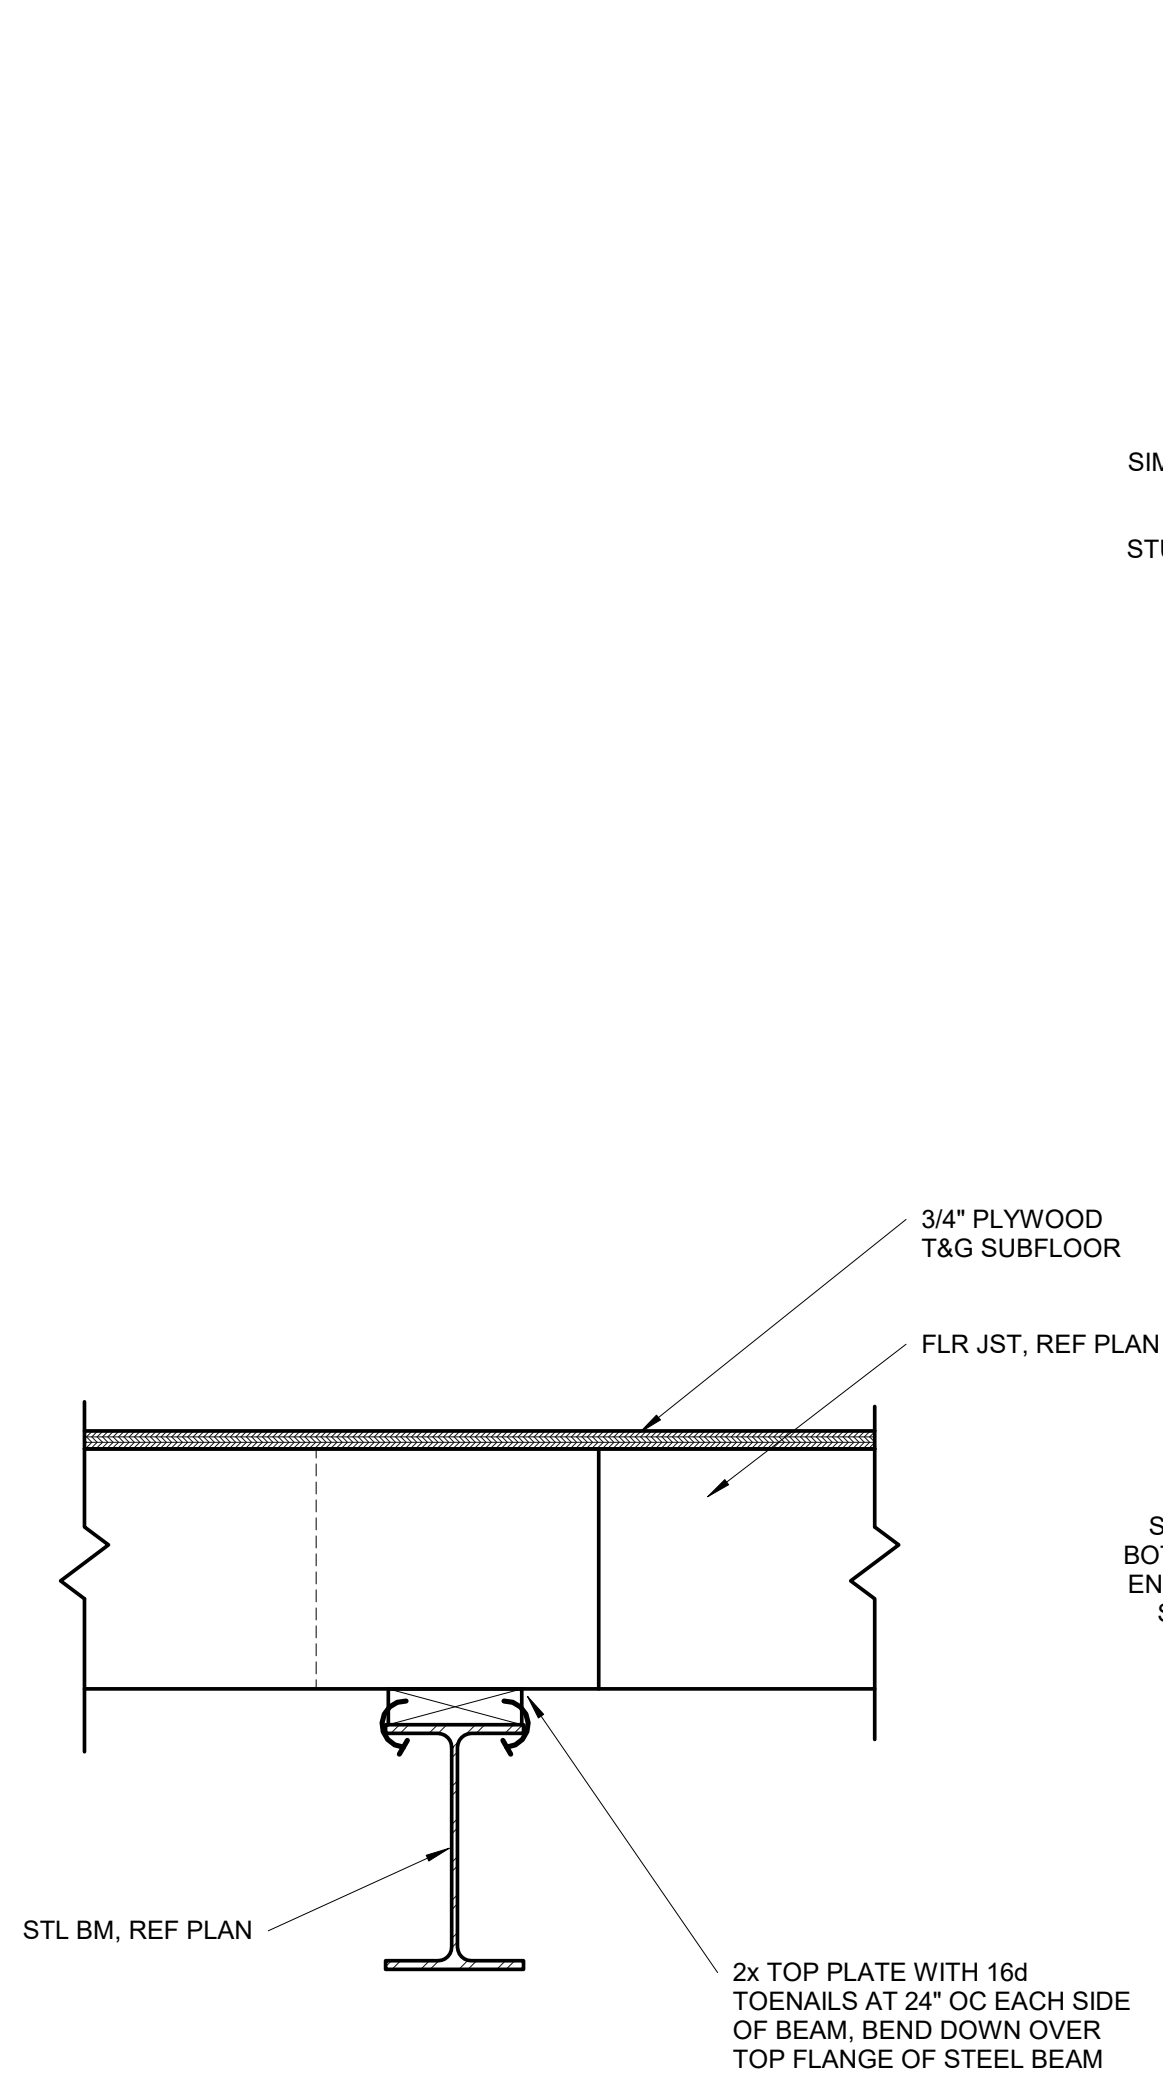 3/4" PLYWOOD
T&G SUBFLOOR
FLR JST, REF PLAN
STL BM, REF PLAN
2x TOP PLATE WITH 16d
TOENAILS AT 24" OC EACH SIDE
OF BEAM, BEND DOWN OVER
TOP FLANGE OF STEEL BEAM